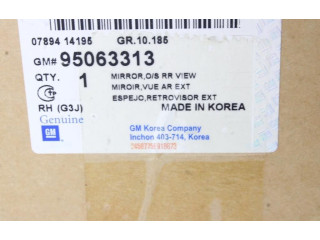 07894 14195 GR.10.185
GM# 95063313
QTY. 1 MIRROR,O/S RR VIEW
MIROIR,VUE AR EXT
ESPEJO,RETROVISOR EXT
RH (G3J) MADE IN KOREA
Genuine
GM
GM Korea Company
Inchon 403-714, Korea